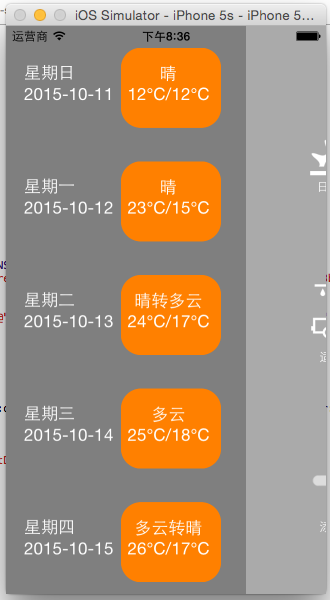 iOS Simulator - iPhone 5s - iPhone 5...
运营商 下午8:36
星期日
2015-10-11
晴
12°C/12°C
星期一
2015-10-12
晴
23°C/15°C
星期二
2015-10-13
晴转多云
24°C/17°C
星期三
2015-10-14
多云
25°C/18°C
星期四
2015-10-15
多云转晴
26°C/17°C